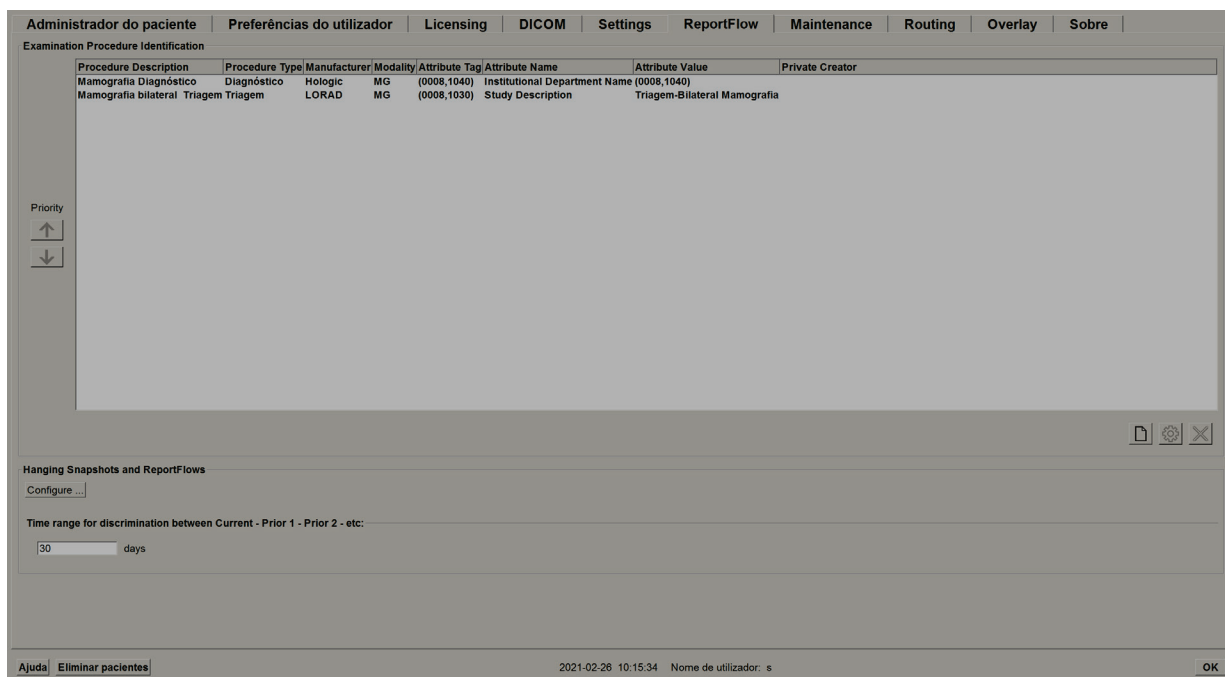 Administrador do paciente Preferências do utilizador Licensing DICOM Settings ReportFlow Maintenance Routing Overlay Sobre
Examination Procedure Identification
Procedure Description Procedure Type Manufacturer Modality Attribute Tag Attribute Name Attribute Value Private Creator
Mamografia Diagnóstico Diagnóstico Hologic MG (0008,1040) Institutional Department Name (0008,1040)
Mamografia bilateral Triagem Triagem LORAD MG (0008,1030) Study Description Triagem-Bilateral Mamografia
Priority
Hanging Snapshots and ReportFlows
Configure ...
Time range for discrimination between Current - Prior 1 - Prior 2 - etc:
30 days
Ajuda Eliminar pacientes 2021-02-26 10:15:34 Nome de utilizador: s OK